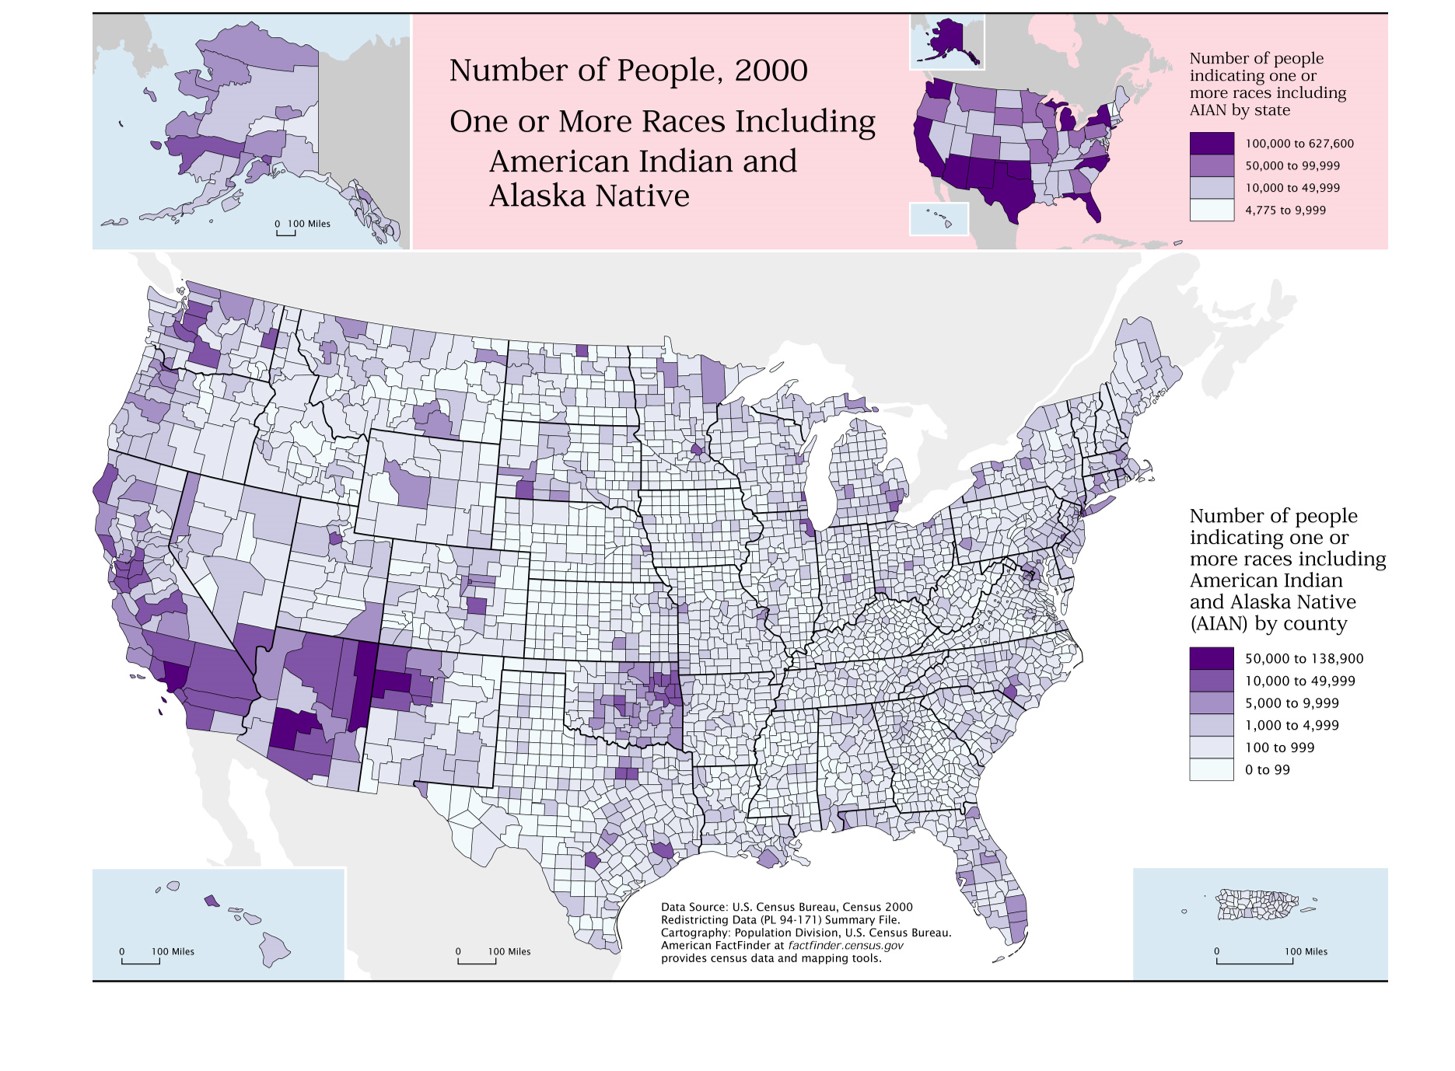 Number of People, 2000
One or More Races Including
American Indian and
Alaska Native
0 100 Miles
Number of people
indicating one or
more races including
AIAN by state
100,000 to 627,600
50,000 to 99,999
10,000 to 49,999
4,775 to 9,999
Number of people
indicating one or
more races including
American Indian
and Alaska Native
(AIAN) by county
50,000 to 138,900
10,000 to 49,999
5,000 to 9,999
1,000 to 4,999
100 to 999
0 to 99
0 100 Miles
0 100 Miles
Data Source: U.S. Census Bureau, Census 2000
Redistricting Data (PL 94-171) Summary File.
Cartography: Population Division, U.S. Census Bureau.
American FactFinder at factfinder.census.gov
provides census data and mapping tools.
0 100 Miles